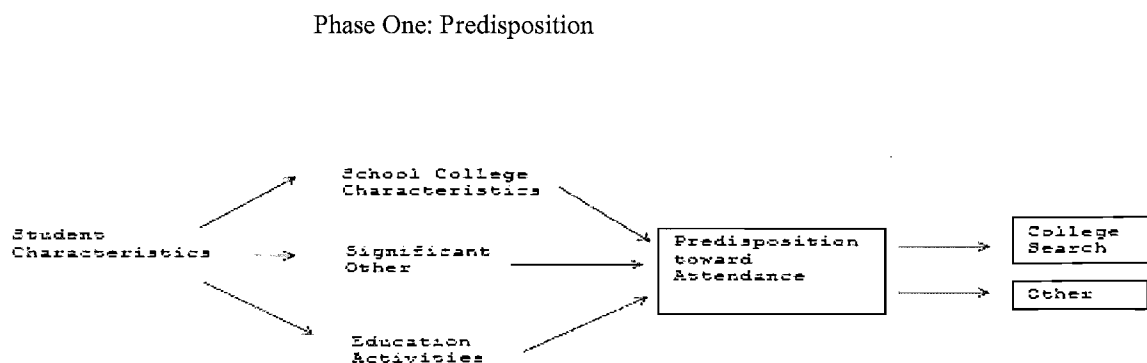 Phase One: Predisposition
School College
Characteristics
Student
Characteristics
Significant
Other
Education
Activities
Predisposition
toward
Attendance
College
Search
Other